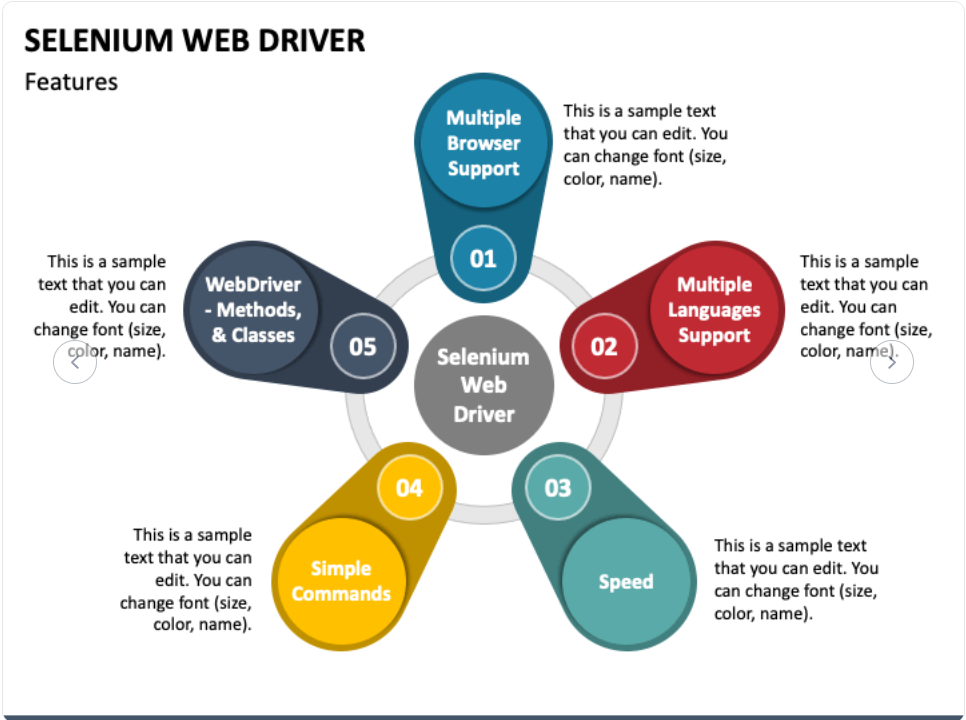 SELENIUM WEB DRIVER
Features
Multiple
Browser
Support
01
This is a sample text
that you can edit. You
can change font (size,
color, name).
Multiple
Languages
Support
02
This is a sample
text that you can
edit. You can
change font (size,
color, name).
Speed
03
This is a sample text
that you can edit. You
can change font (size,
color, name).
Simple
Commands
04
This is a sample
text that you can
edit. You can
change font (size,
color, name).
WebDriver
- Methods,
& Classes
05
This is a sample
text that you can
edit. You can
change font (size,
color, name).
Selenium
Web
Driver